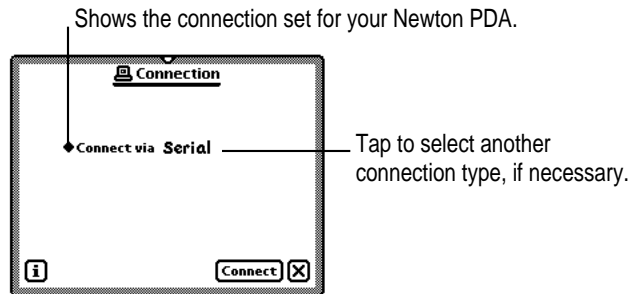 Shows the connection set for your Newton PDA.
Connection
Connect via Serial
Tap to select another
connection type, if necessary.
i
Connect